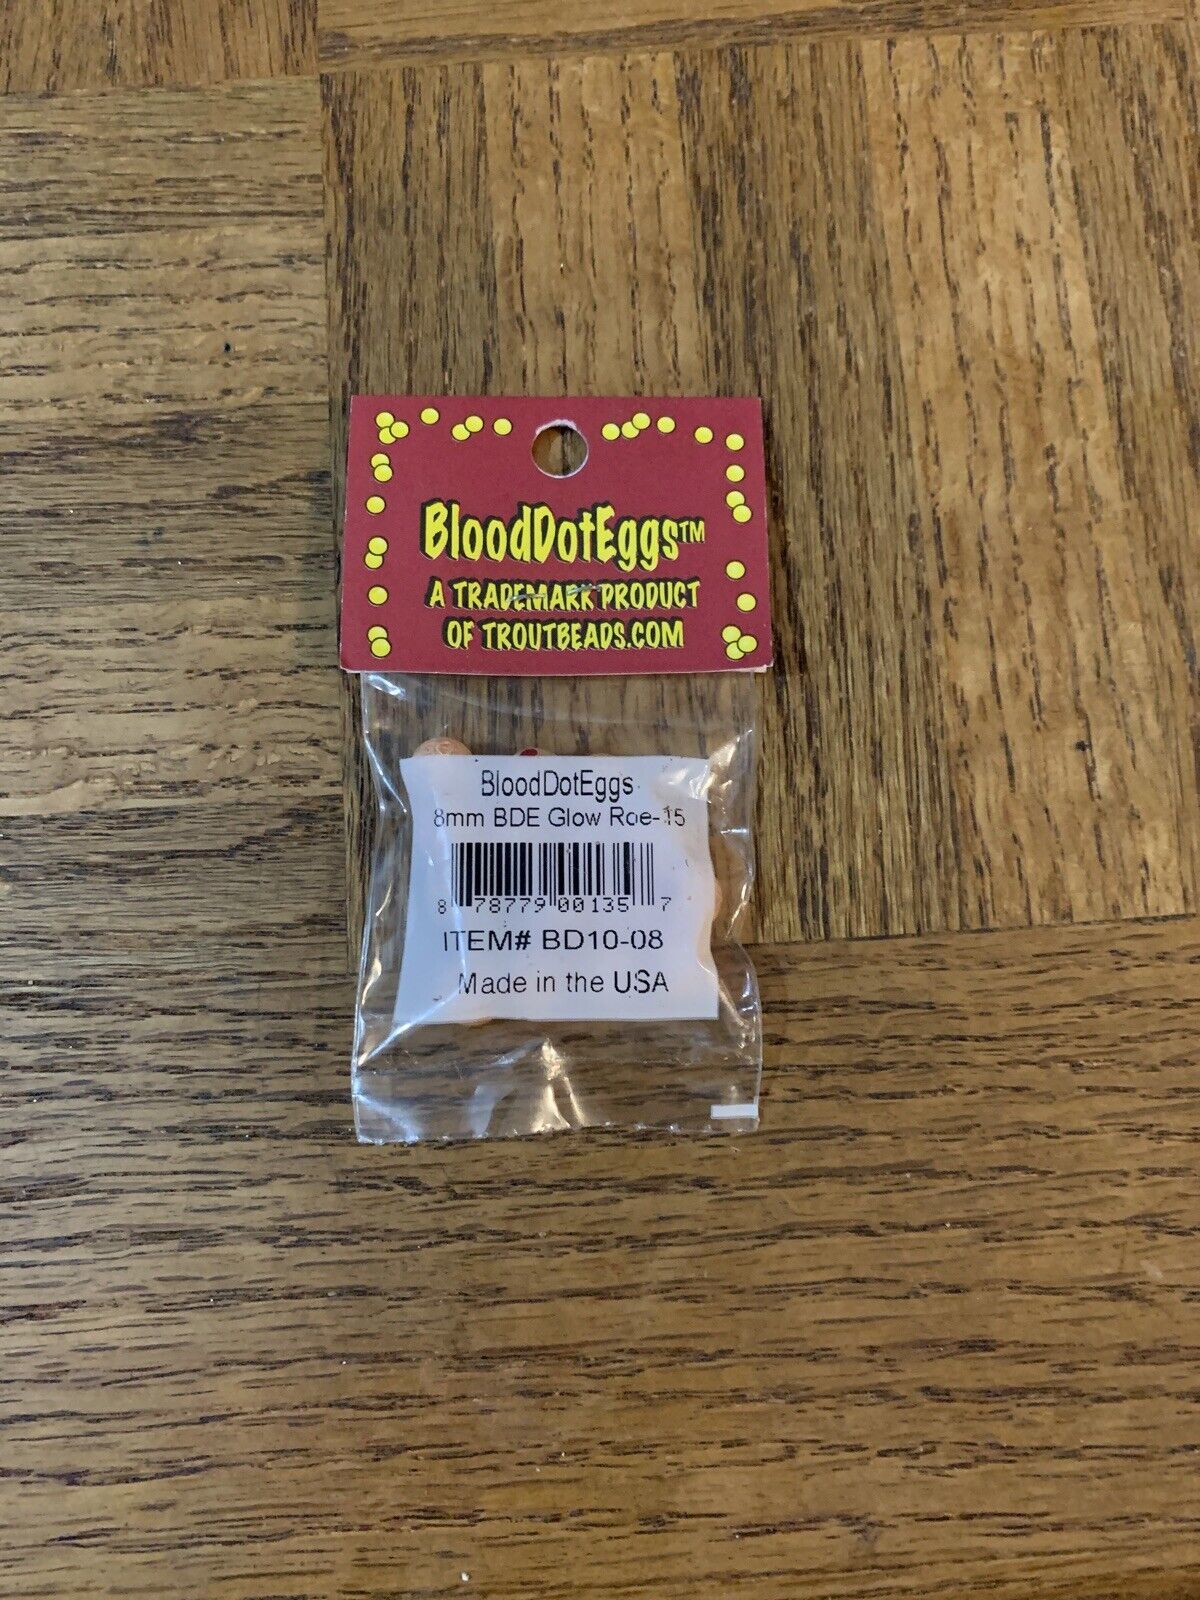 BloodDotEggs™
A TRADEMARK PRODUCT
OF TROUTBEADS.COM
BloodDotEggs
8mm BDE Glow Roe-15
8 78779 00135 7
ITEM# BD10-08
Made in the USA